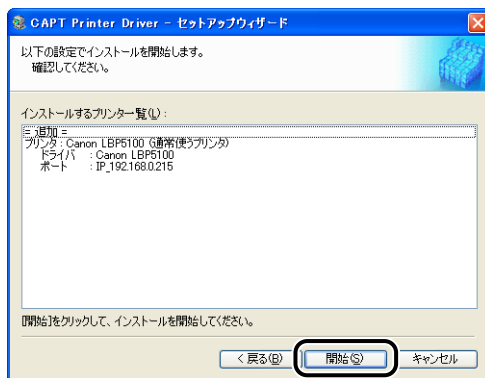 CAPT Printer Driver - セットアップウィザード
以下の設定でインストールを開始します。
確認してください。
インストールするプリンター覧(L):
= 追加 =
プリンタ : Canon LBP5100 (通常使うプリンタ)
ドライバ : Canon LBP5100
ポート : IP_192.168.0.215
[開始]をクリックして、インストールを開始してください。
< 戻る(B) 開始(S) キャンセル